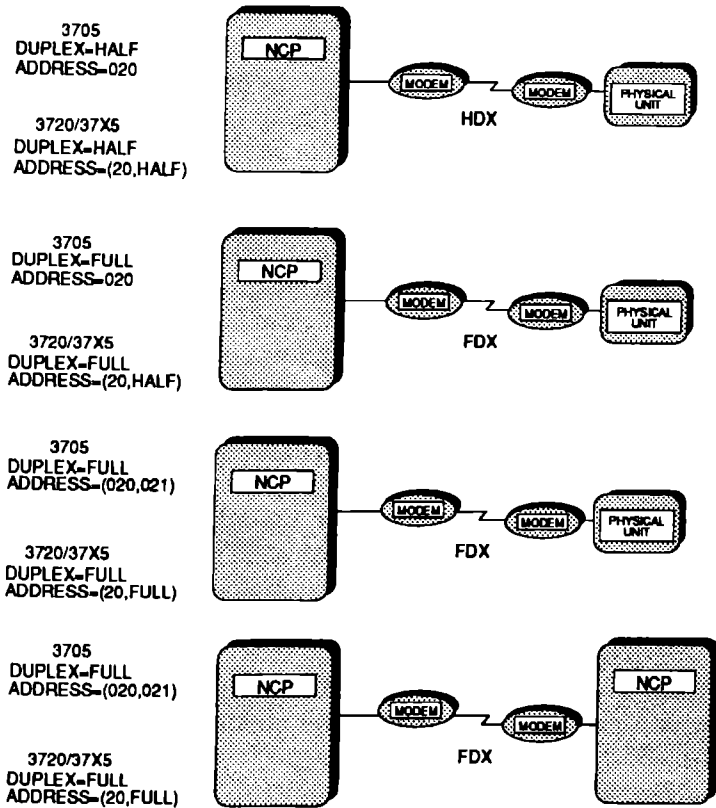 3705
DUPLEX=HALF
ADDRESS=020
3720/37X5
DUPLEX=HALF
ADDRESS=(20,HALF)
NCP
MODEM
MODEM
HDX
PHYSICAL
UNIT
3705
DUPLEX=FULL
ADDRESS=020
3720/37X5
DUPLEX=FULL
ADDRESS=(20,HALF)
NCP
MODEM
MODEM
FDX
PHYSICAL
UNIT
3705
DUPLEX=FULL
ADDRESS=(020,021)
3720/37X5
DUPLEX=FULL
ADDRESS=(20,FULL)
NCP
MODEM
MODEM
FDX
PHYSICAL
UNIT
3705
DUPLEX=FULL
ADDRESS=(020,021)
3720/37X5
DUPLEX=FULL
ADDRESS=(20,FULL)
NCP
MODEM
MODEM
FDX
NCP